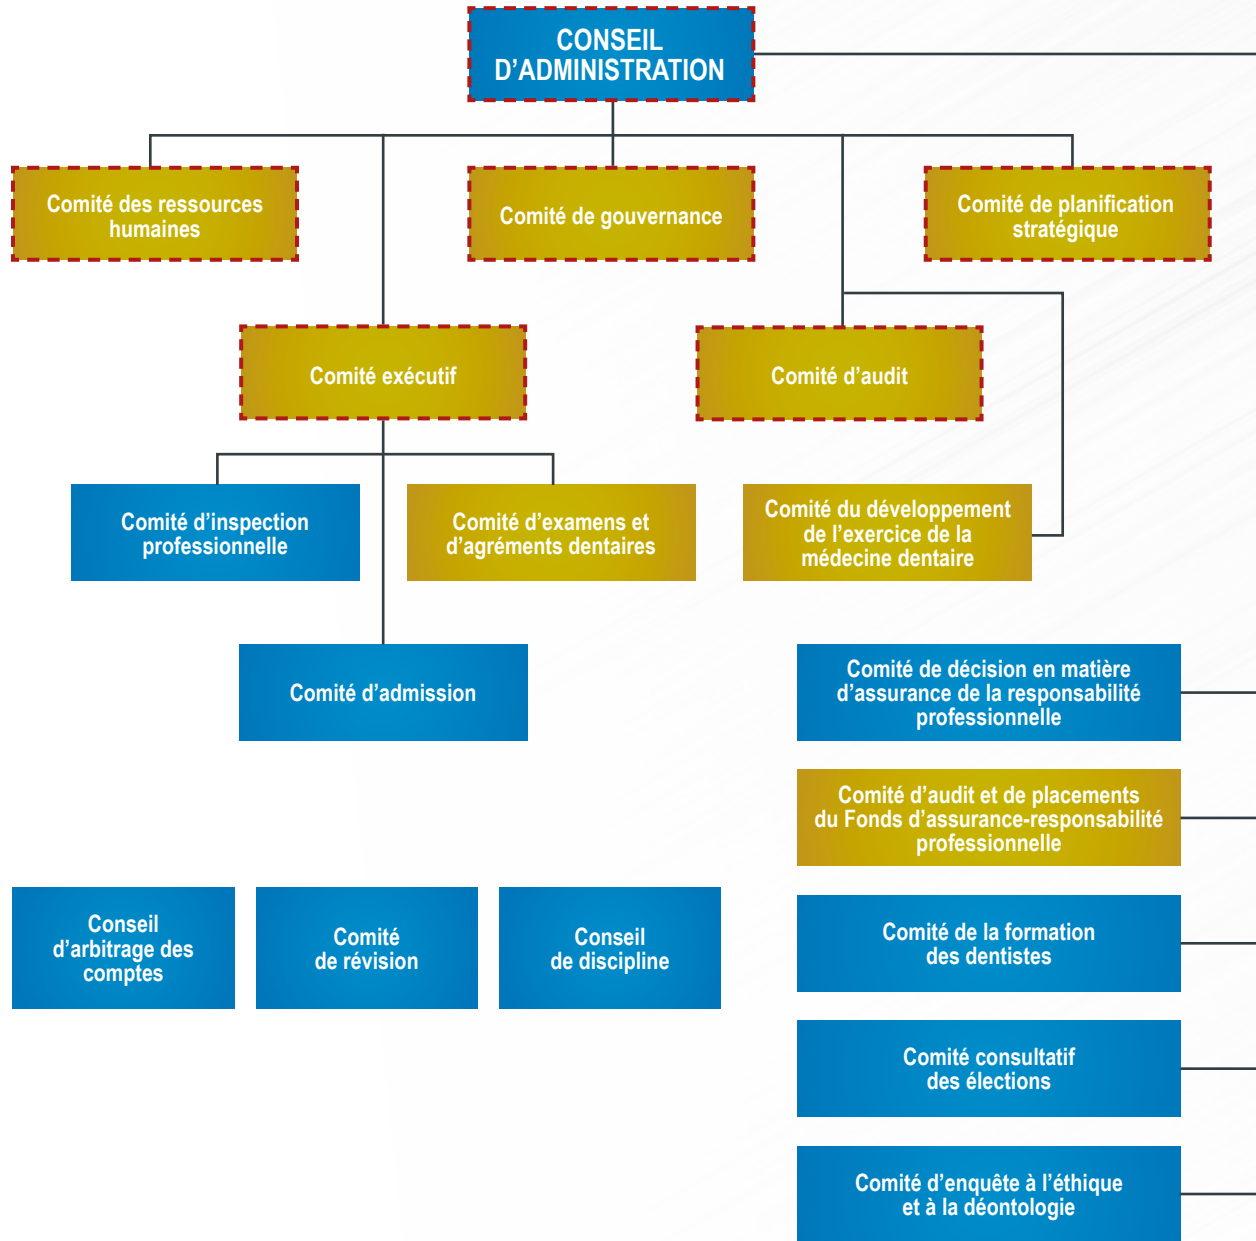 CONSEIL
D’ADMINISTRATION
Comité des ressources
humaines
Comité de gouvernance
Comité de planification
stratégique
Comité exécutif
Comité d’audit
Comité d’inspection
professionnelle
Comité d’examens et
d’agréments dentaires
Comité du développement
de l’exercice de la
médecine dentaire
Comité d’admission
Comité de décision en matière
d’assurance de la responsabilité
professionnelle
Comité d’audit et de placements
du Fonds d’assurance-responsabilité
professionnelle
Conseil
d’arbitrage des
comptes
Comité
de révision
Conseil
de discipline
Comité de la formation
des dentistes
Comité consultatif
des élections
Comité d’enquête à l’éthique
et à la déontologie